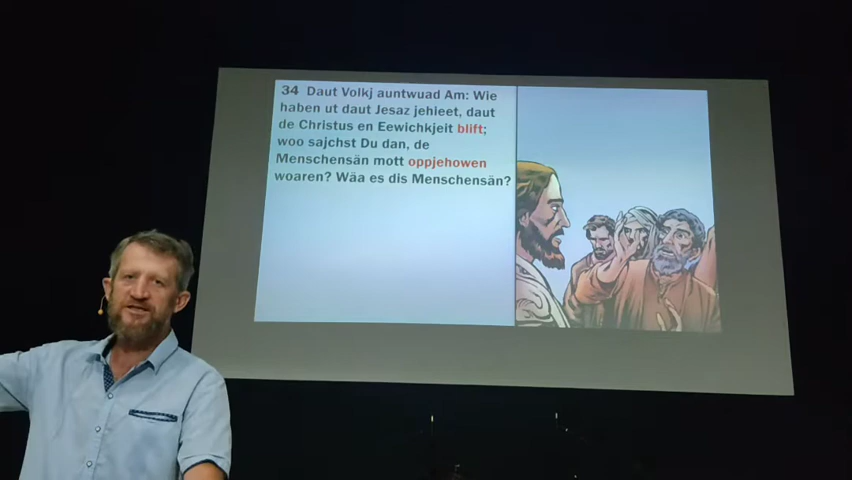 34 Daut Volkj auntwuad Am: Wie
haben ut daut Jesaz jehieet, daut
de Christus en Eewichkjeit blift;
woo sajchst Du dan, de
Menschensän mott oppjehowen
woaren? Wäa es dis Menschensän?